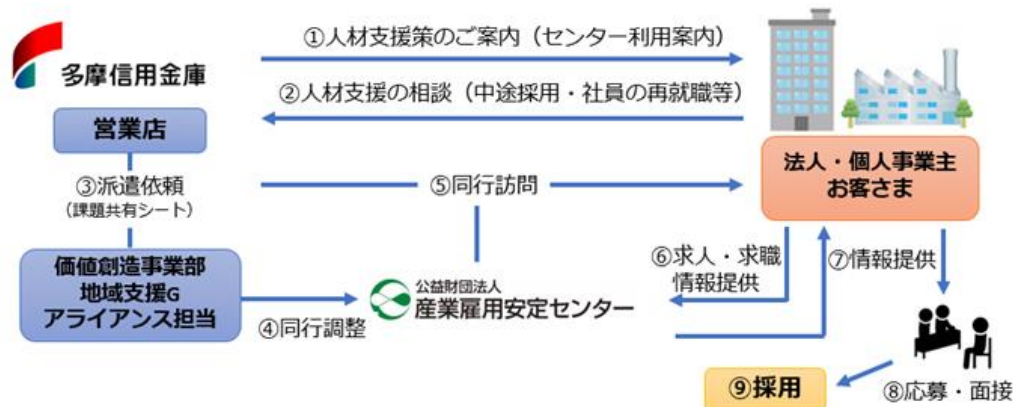 多摩信用金庫
①人材支援策のご案内（センター利用案内）
②人材支援の相談（中途採用・社員の再就職等）
営業店
法人・個人事業主
お客さま
③派遣依頼
(課題共有シート)
⑤同行訪問
価値創造事業部
地域支援G
アライアンス担当
④同行調整
公益財団法人
産業雇用安定センター
⑥求人・求職
情報提供
⑦情報提供
⑧応募・面接
⑨採用